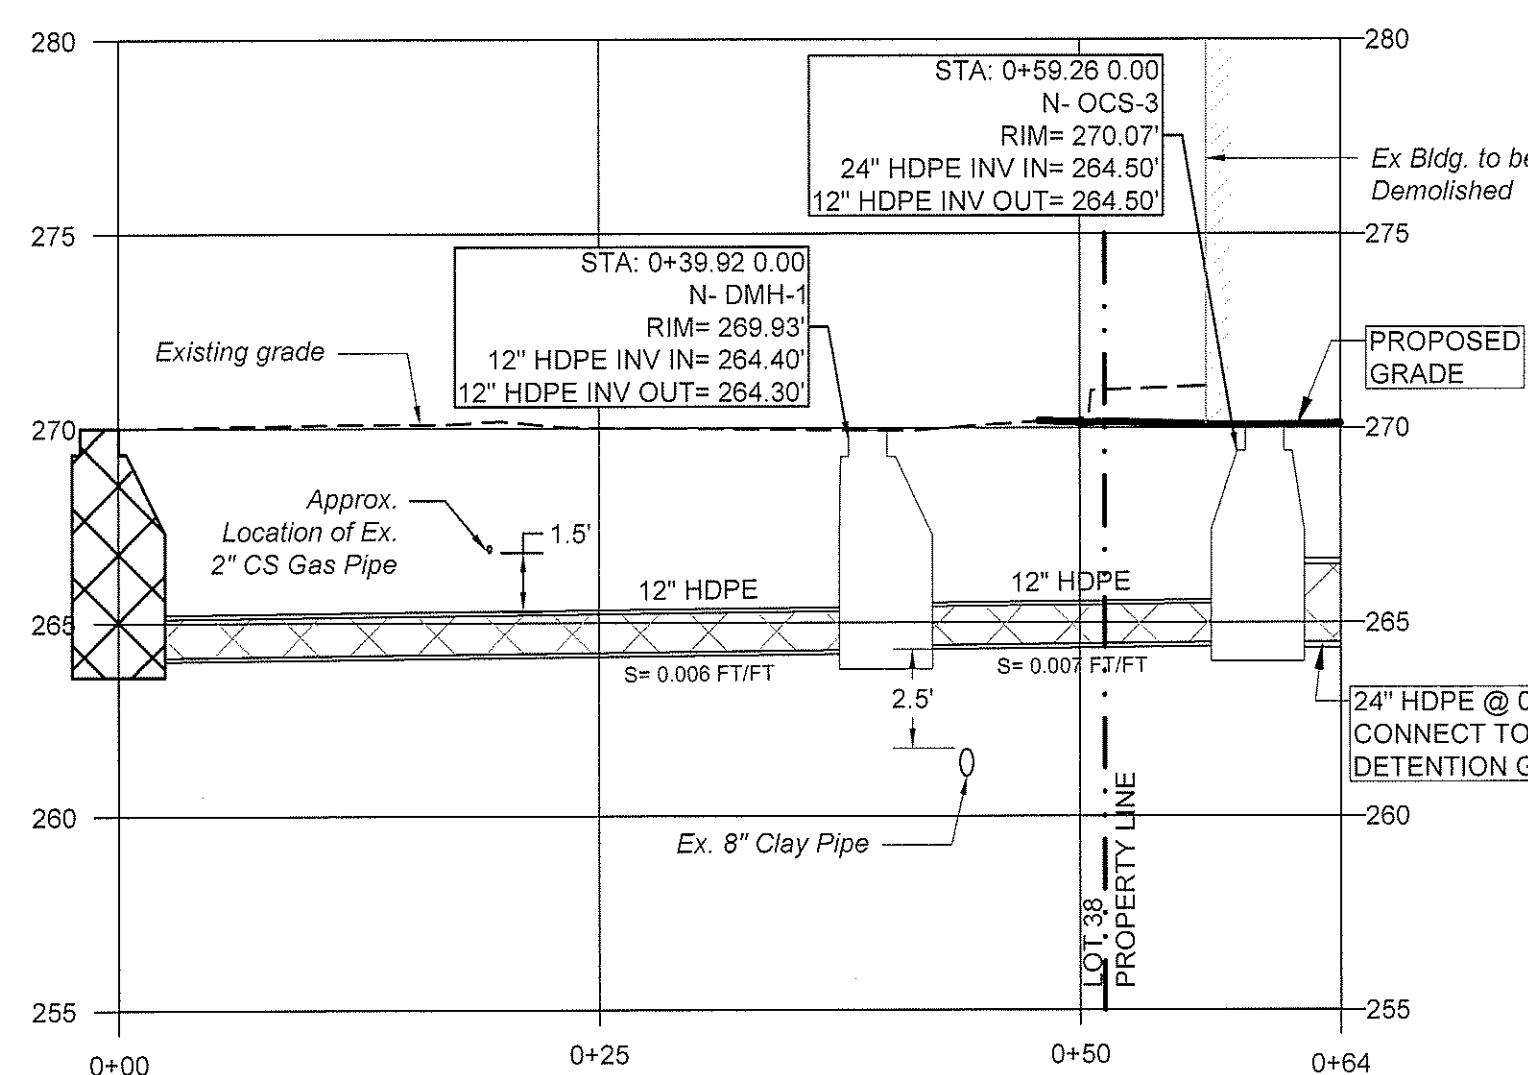 280
280
STA: 0+59.26 0.00
N- OCS-3
RIM= 270.07'
24" HDPE INV IN= 264.50'
12" HDPE INV OUT= 264.50'
Ex Bldg. to be
Demolished
275
275
STA: 0+39.92 0.00
N- DMH-1
RIM= 269.93'
12" HDPE INV IN= 264.40'
12" HDPE INV OUT= 264.30'
Existing grade
PROPOSED
GRADE
270
270
Approx.
Location of Ex.
2" CS Gas Pipe
1.5'
12" HDPE
12" HDPE
265
265
S= 0.006 FT/FT
S= 0.007 FT/FT
2.5'
24" HDPE @ 0
CONNECT TO
DETENTION G
Ex. 8" Clay Pipe
260
260
LOT 38
PROPERTY LINE
255
255
0+00
0+25
0+50
0+64